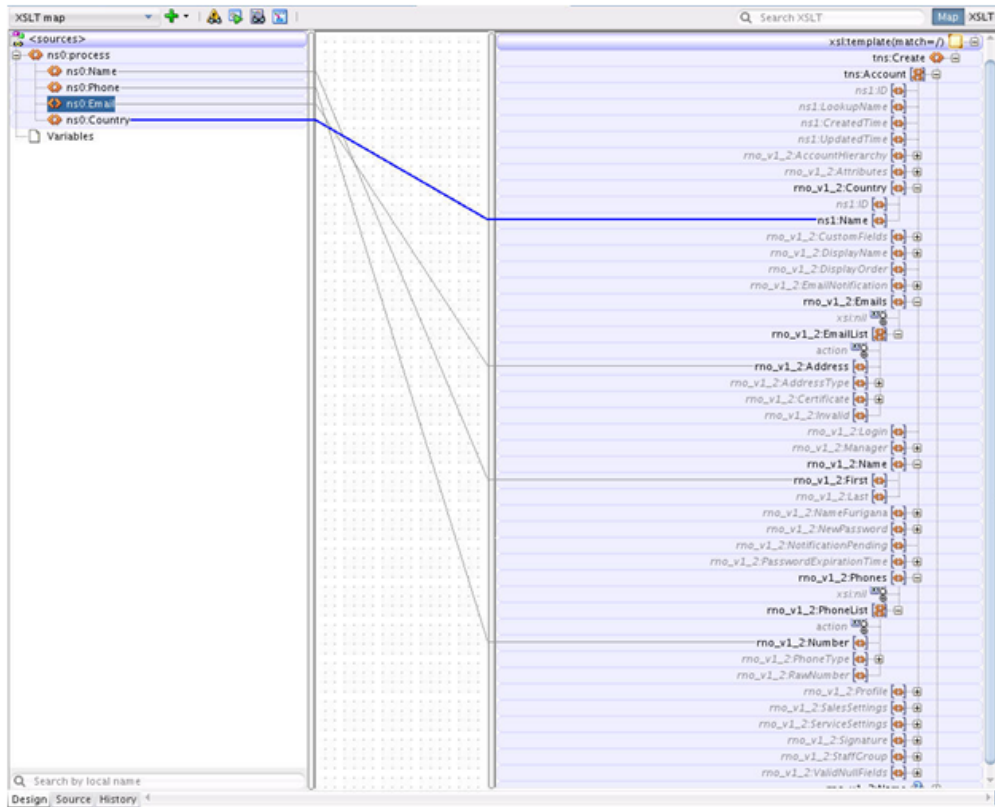 XSLT map
Search XSLT
Map XSLT
<sources>
ns0:process
ns0:Name
ns0:Phone
ns0:Email
ns0:Country
Variables
xsl:template(match=/)
tns:Create
tns:Account
ns1:ID
ns1:LookupName
ns1:CreatedTime
ns1:UpdatedTime
rno_v1_2:AccountHierarchy
rno_v1_2:Attributes
rno_v1_2:Country
ns1:ID
ns1:Name
rno_v1_2:CustomFields
rno_v1_2:DisplayName
rno_v1_2:DisplayOrder
rno_v1_2:EmailNotification
rno_v1_2:Emails
xsi:nil
rno_v1_2:EmailList
action
rno_v1_2:Address
rno_v1_2:AddressType
rno_v1_2:Certificate
rno_v1_2:Invalid
rno_v1_2:Login
rno_v1_2:Manager
rno_v1_2:Name
rno_v1_2:First
rno_v1_2:Last
rno_v1_2:NameFurigana
rno_v1_2:NewPassword
rno_v1_2:NotificationPending
rno_v1_2:PasswordExpirationTime
rno_v1_2:Phones
xsi:nil
rno_v1_2:PhoneList
action
rno_v1_2:Number
rno_v1_2:PhoneType
rno_v1_2:RawNumber
rno_v1_2:Profile
rno_v1_2:SalesSettings
rno_v1_2:ServiceSettings
rno_v1_2:Signature
rno_v1_2:StaffGroup
rno_v1_2:ValidNullFields
Search by local name
Design Source History